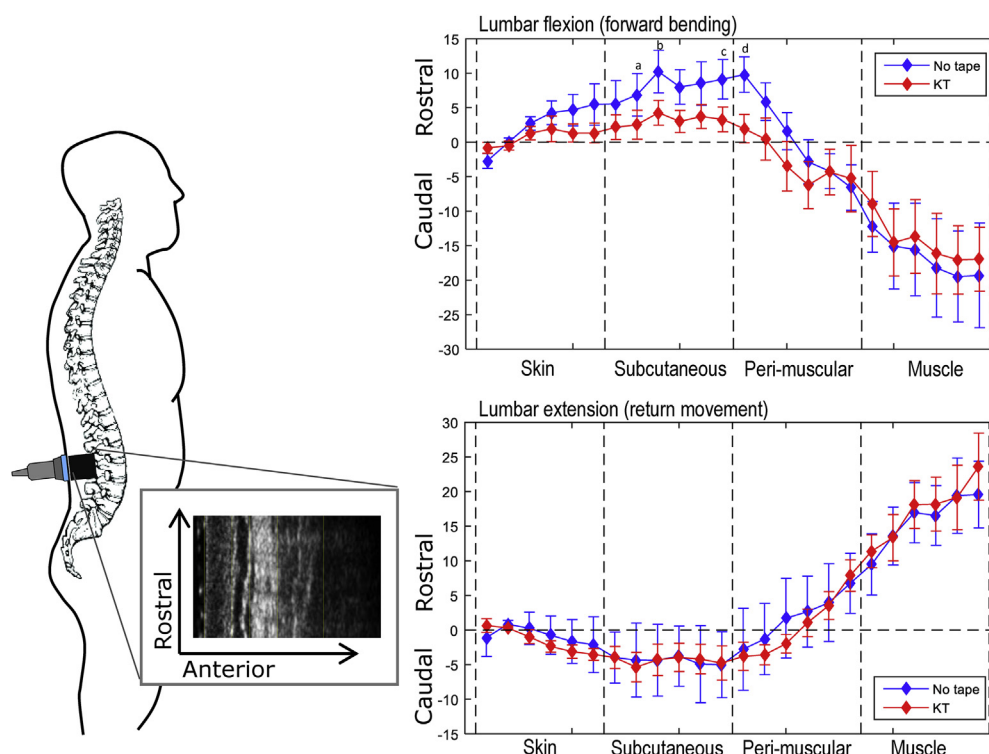 Lumbar flexion (forward bending)
Rostral
Caudal
15
10
5
0
-5
-10
-15
-20
-25
-30
a
b
c
d
No tape
KT
Skin
Subcutaneous
Peri-muscular
Muscle
Rostral
Anterior
Lumbar extension (return movement)
Rostral
Caudal
30
25
20
15
10
5
0
-5
-10
-15
No tape
KT
Skin
Subcutaneous
Peri-muscular
Muscle